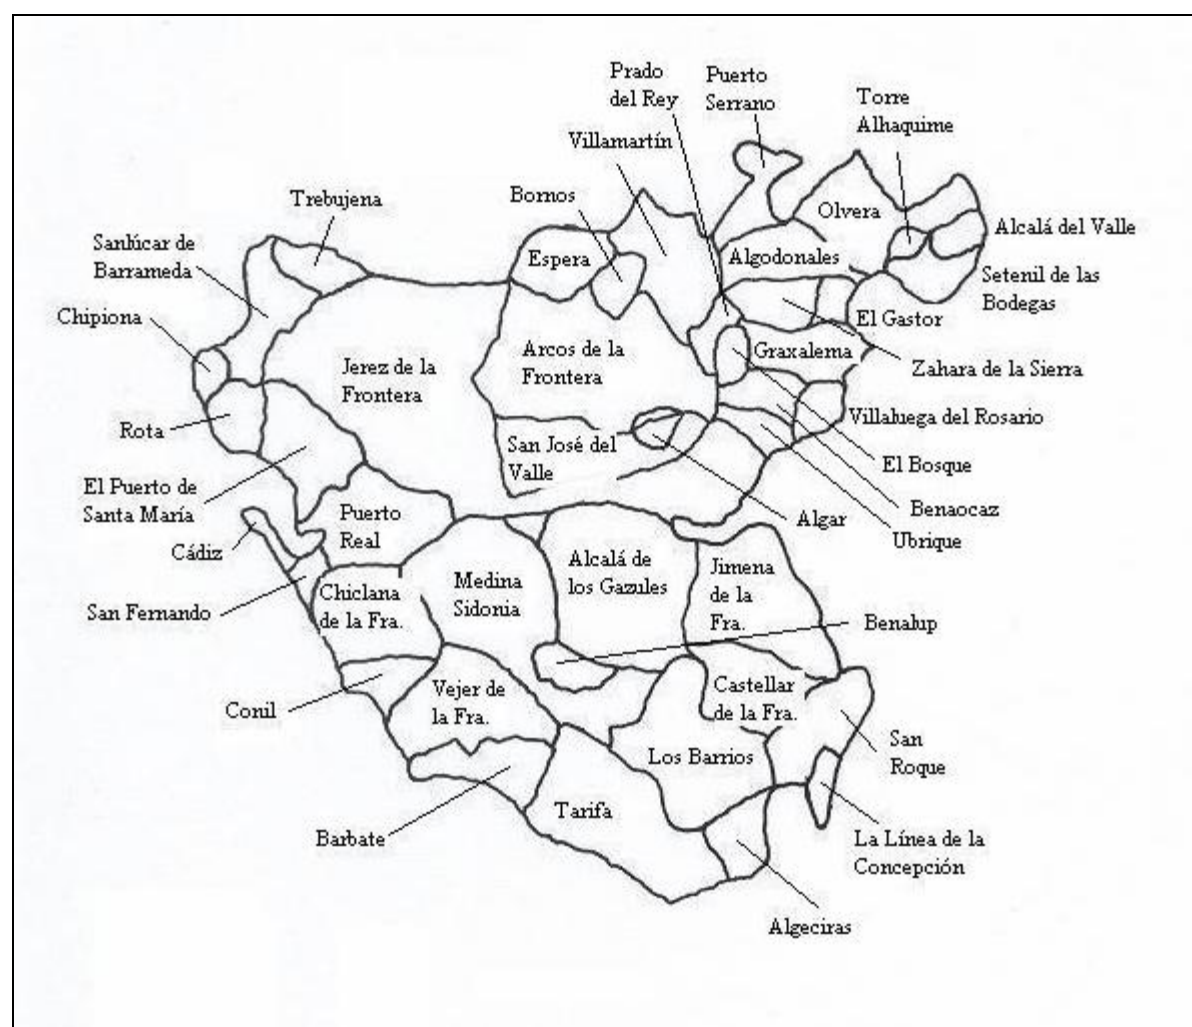 Prado
del Rey
Puerto
Serrano
Torre
Alhaquime
Villamartín
Bornos
Trebujena
Olvera
Alcalá del Valle
Sanlúcar de
Barrameda
Espera
Algodonales
Setenil de las
Bodegas
Chipiona
El Gastor
Jerez de la
Frontera
Arcos de la
Frontera
Graxalema
Zahara de la Sierra
Rota
Villaluega del Rosario
San José del
Valle
El Bosque
El Puerto de
Santa María
Puerto
Real
Algar
Benaocaz
Ubrique
Cádiz
Alcalá de
los Gazules
Medina
Sidonia
Jimena
de la
Fra.
San Fernando
Chiclana
de la Fra.
Benalup
Conil
Vejer de
la Fra.
Castellar
de la Fra.
Los Barrios
San
Roque
Tarifa
Barbate
La Línea de la
Concepción
Algeciras